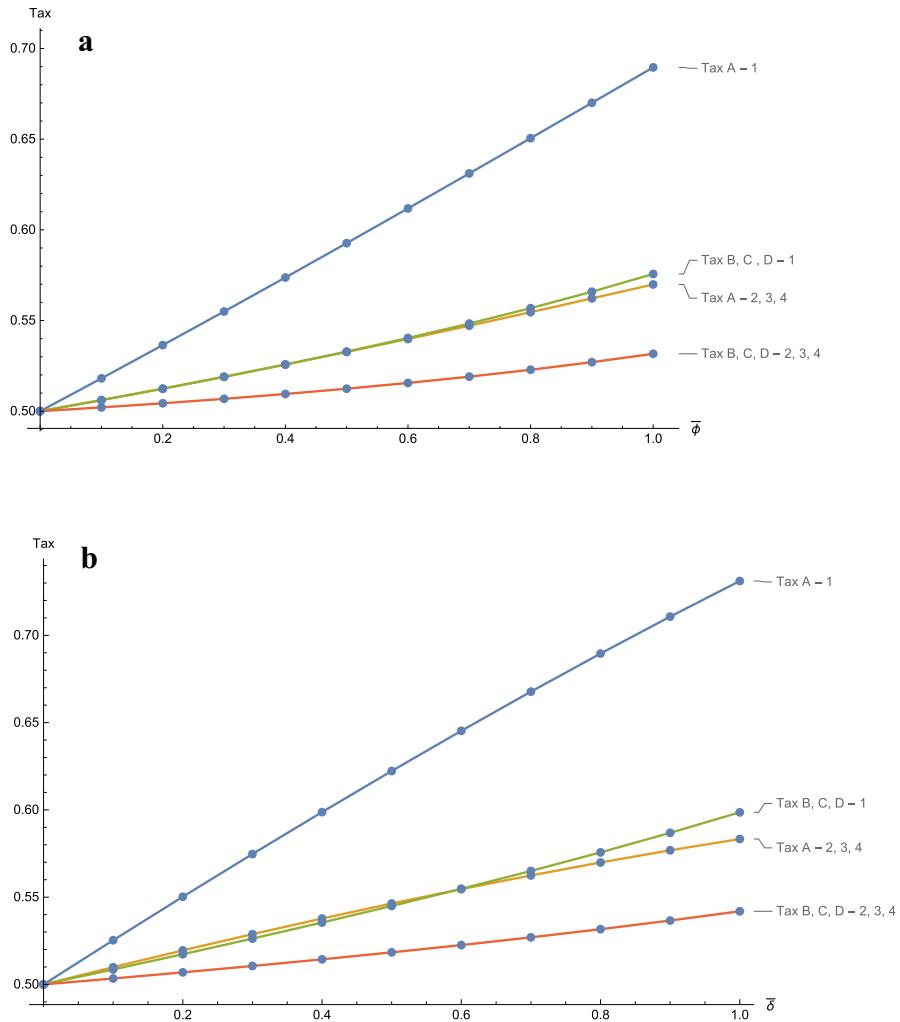 Tax
a
0.70
Tax A – 1
0.65
0.60
Tax B, C , D – 1
Tax A – 2, 3, 4
0.55
Tax B, C, D – 2, 3, 4
0.50
0.2 0.4 0.6 0.8 1.0
ϕ̅
Tax
b
Tax A – 1
0.70
0.65
0.60
Tax B, C, D – 1
Tax A – 2, 3, 4
0.55
Tax B, C, D – 2, 3, 4
0.50
0.2 0.4 0.6 0.8 1.0
δ̅